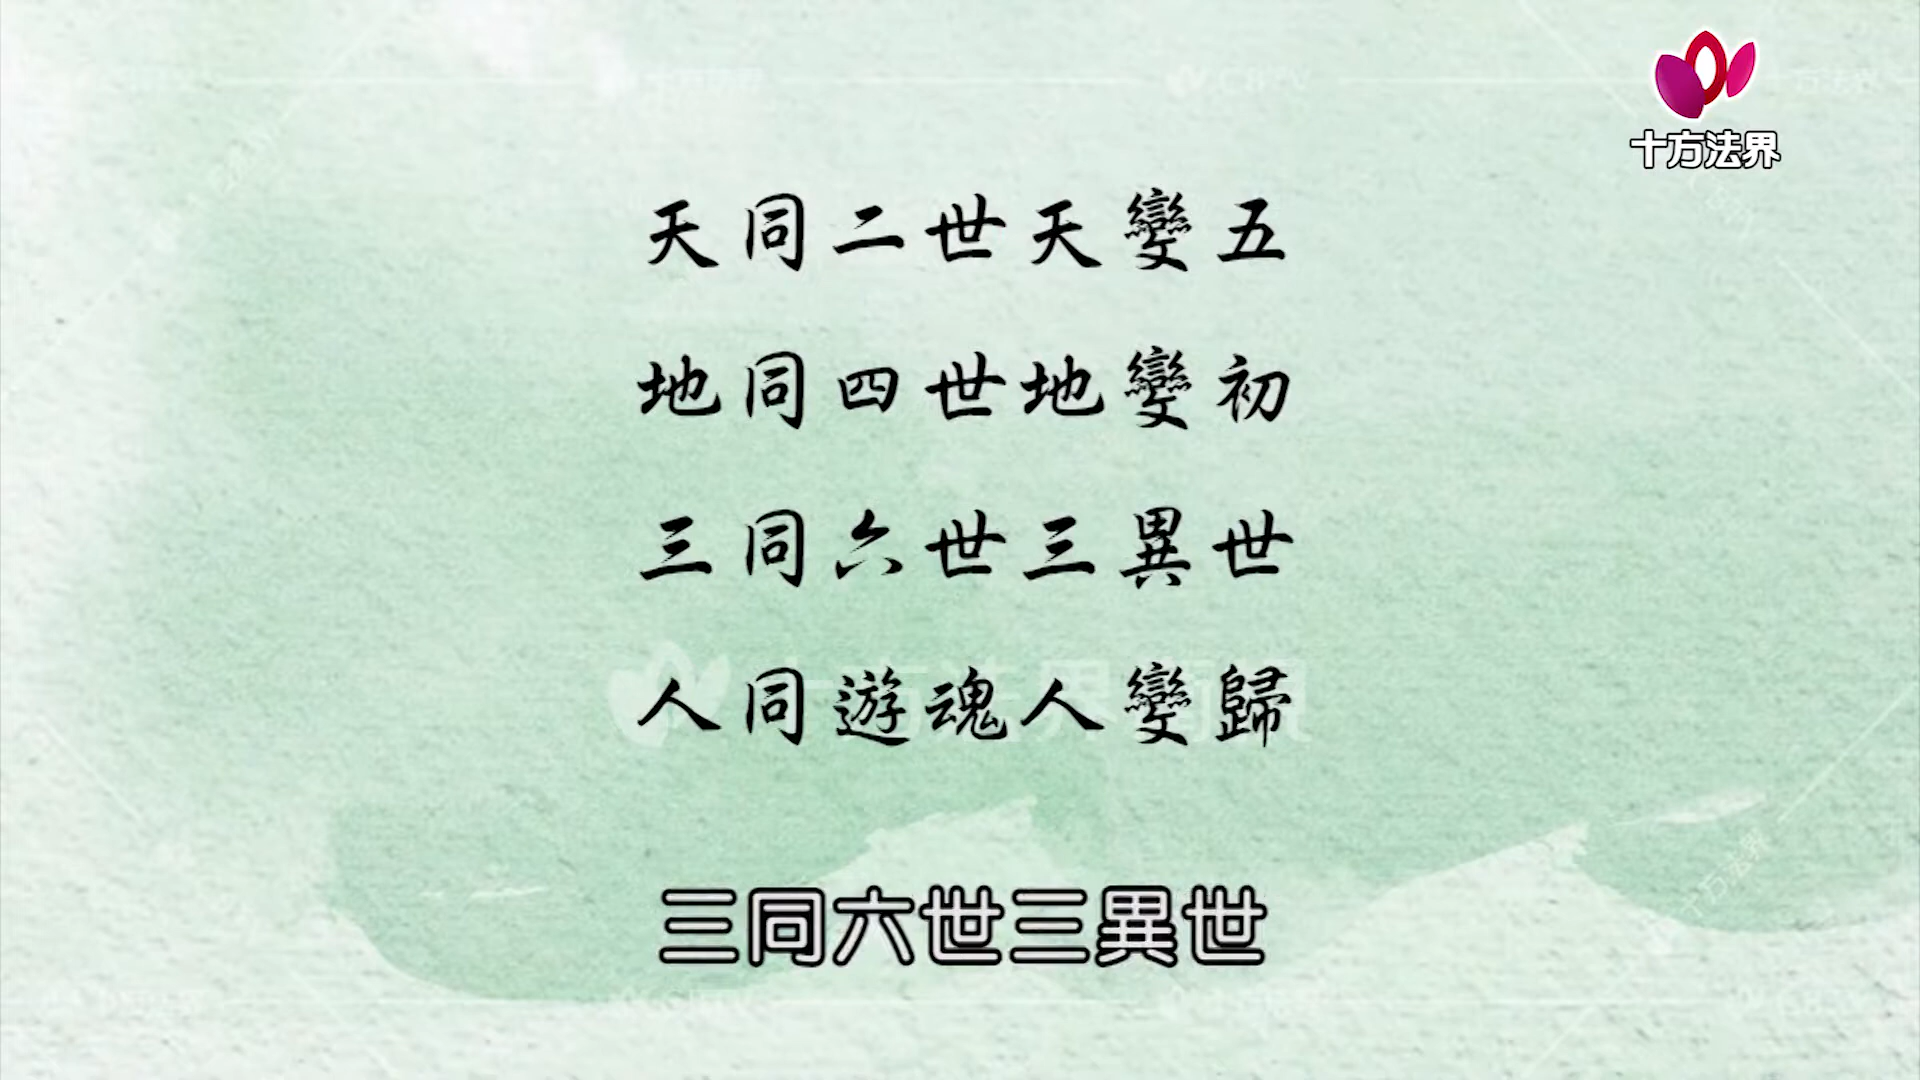 十方法界
天同二世天變五
地同四世地變初
三同六世三異世
人同遊魂人變歸
三同六世三異世